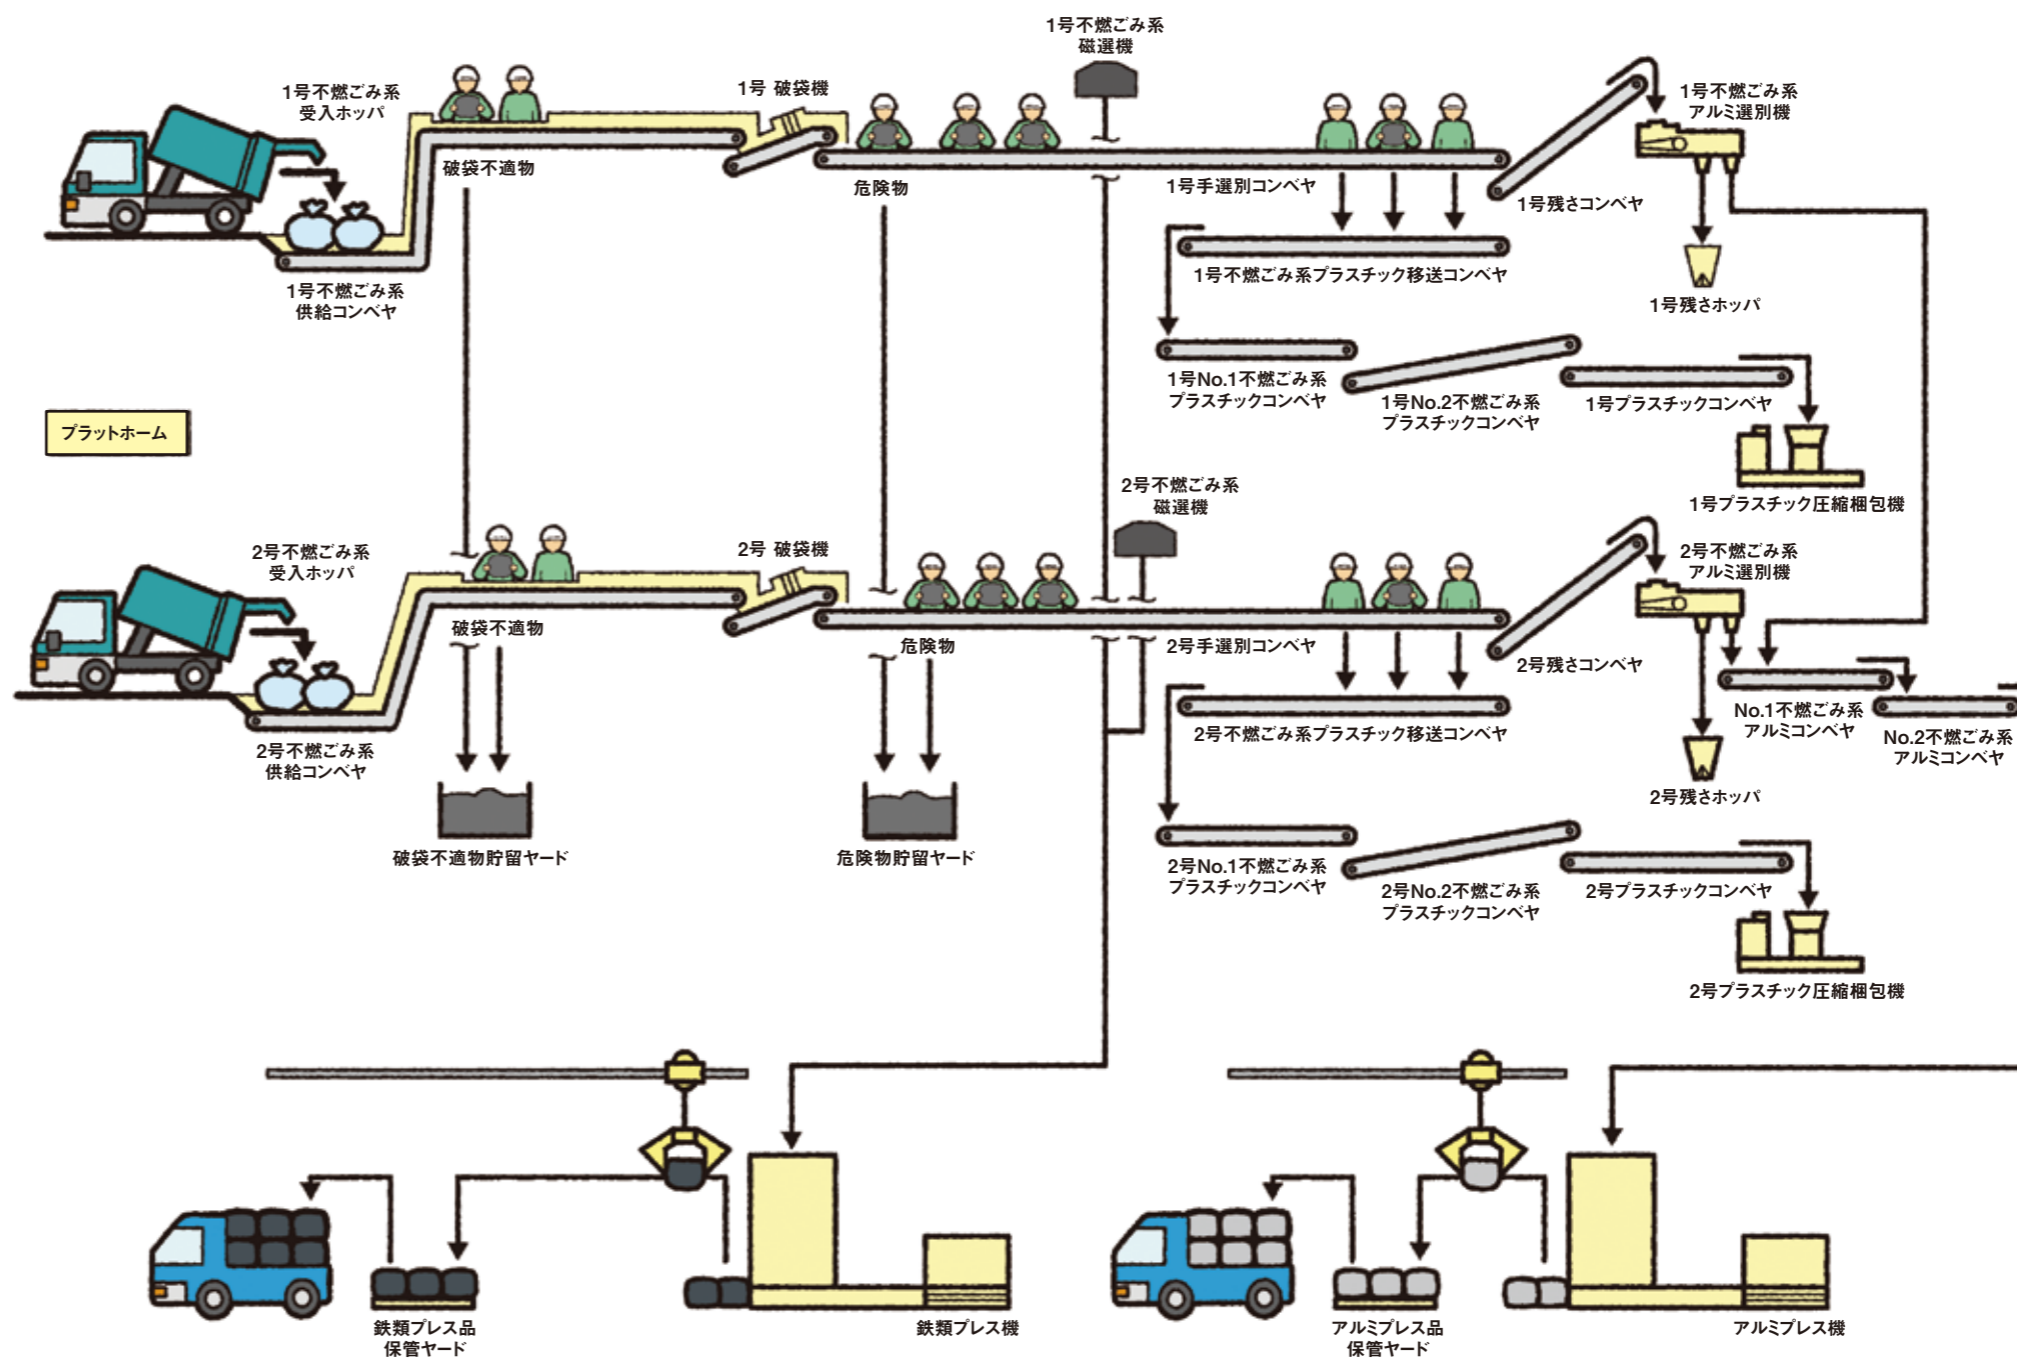 1号不燃ごみ系
磁選機
1号不燃ごみ系
受入ホッパ
1号 破袋機
1号不燃ごみ系
アルミ選別機
破袋不適物
危険物
1号手選別コンベヤ
1号残さコンベヤ
1号不燃ごみ系
供給コンベヤ
1号不燃ごみ系プラスチック移送コンベヤ
1号残さホッパ
1号No.1不燃ごみ系
プラスチックコンベヤ
1号No.2不燃ごみ系
プラスチックコンベヤ
1号プラスチックコンベヤ
プラットホーム
1号プラスチック圧縮梱包機
2号不燃ごみ系
磁選機
2号不燃ごみ系
受入ホッパ
2号 破袋機
2号不燃ごみ系
アルミ選別機
破袋不適物
危険物
2号手選別コンベヤ
2号残さコンベヤ
2号不燃ごみ系
供給コンベヤ
2号不燃ごみ系プラスチック移送コンベヤ
No.1不燃ごみ系
アルミコンベヤ
No.2不燃ごみ系
アルミコンベヤ
2号残さホッパ
破袋不適物貯留ヤード
危険物貯留ヤード
2号No.1不燃ごみ系
プラスチックコンベヤ
2号No.2不燃ごみ系
プラスチックコンベヤ
2号プラスチックコンベヤ
2号プラスチック圧縮梱包機
鉄類プレス品
保管ヤード
鉄類プレス機
アルミプレス品
保管ヤード
アルミプレス機